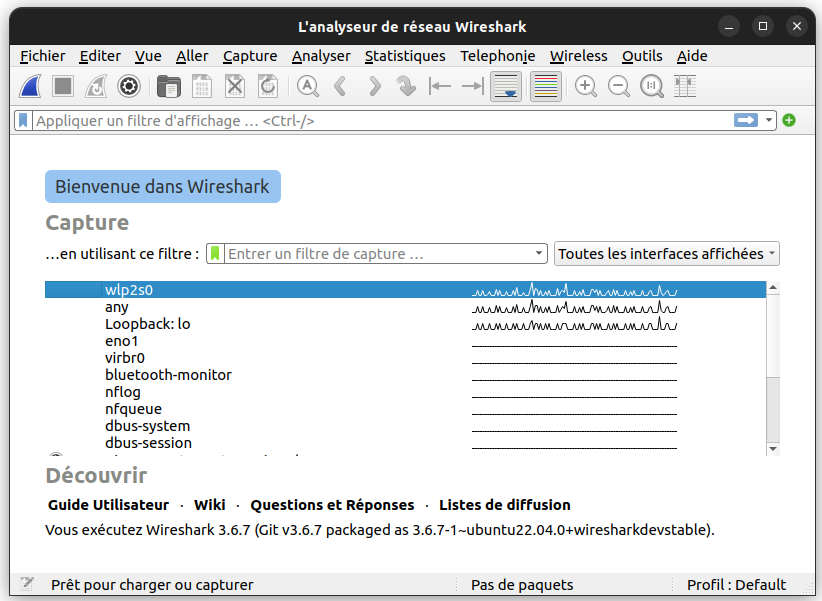 L'analyseur de réseau Wireshark
Fichier Editer Vue Aller Capture Analyser Statistiques Telephonie Wireless Outils Aide
Appliquer un filtre d'affichage … <Ctrl-/>
Bienvenue dans Wireshark
Capture
…en utilisant ce filtre : Entrer un filtre de capture … Toutes les interfaces affichées
wlp2s0
any
Loopback: lo
eno1
virbr0
bluetooth-monitor
nflog
nfqueue
dbus-system
dbus-session
Découvrir
Guide Utilisateur · Wiki · Questions et Réponses · Listes de diffusion
Vous exécutez Wireshark 3.6.7 (Git v3.6.7 packaged as 3.6.7-1~ubuntu22.04.0+wiresharkdevstable).
Prêt pour charger ou capturer Pas de paquets Profil : Default